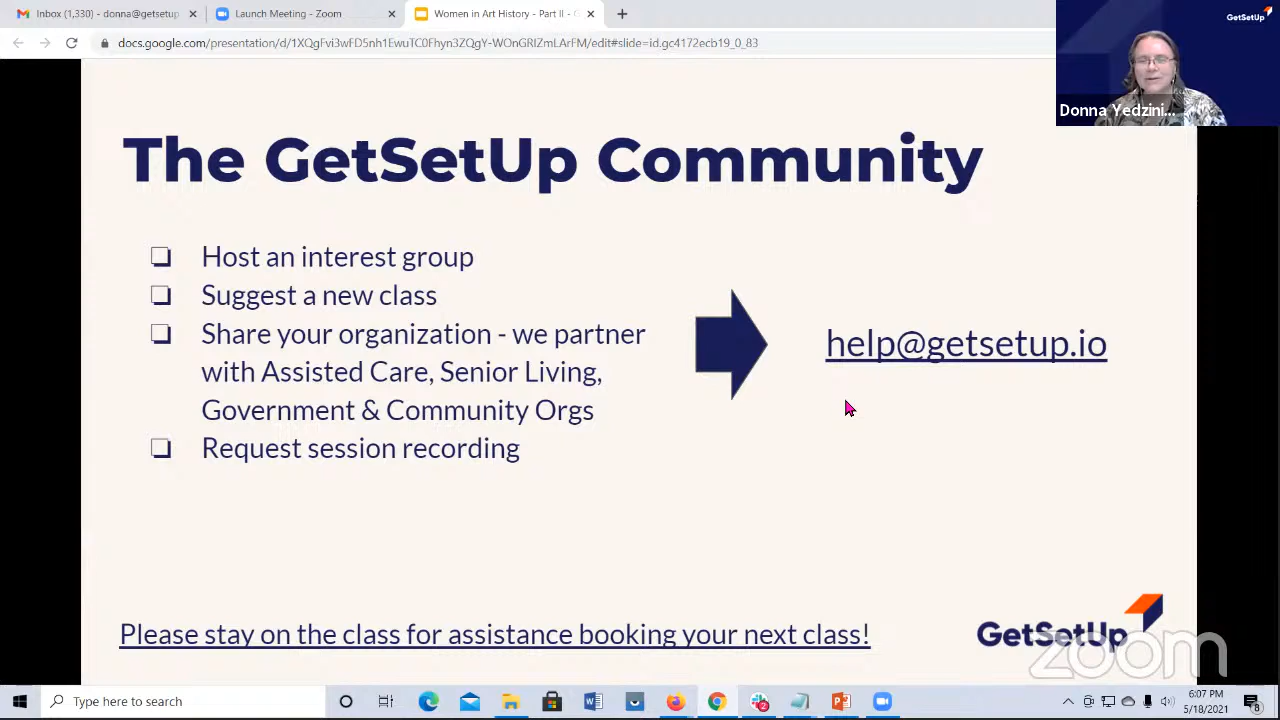 Inbox (1,330) - donna@getsetup
Launch Meeting - Zoom
Women in Art History - Part II - G
docs.google.com/presentation/d/1XQgFvi3wFD5nh1EwuTC0Fhyn3ZQgY-WOnGRIZmLArFM/edit#slide=id.gc4172ecb19_0_83
GetSetUp
Donna Yedzini...
The GetSetUp Community
Host an interest group
Suggest a new class
Share your organization - we partner
with Assisted Care, Senior Living,
Government & Community Orgs
Request session recording
help@getsetup.io
Please stay on the class for assistance booking your next class!
GetSetUp
zoom
Type here to search
6:07 PM
5/18/2021